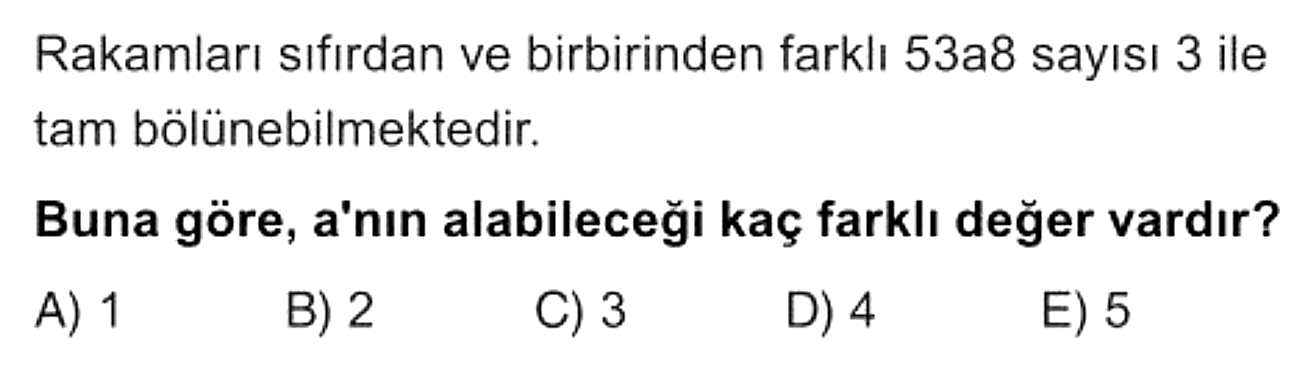 Rakamları sıfırdan ve birbirinden farklı 53a8 sayısı 3 ile
tam bölünebilmektedir.
Buna göre, a'nın alabileceği kaç farklı değer vardır?
A) 1 B) 2 C) 3 D) 4 E) 5